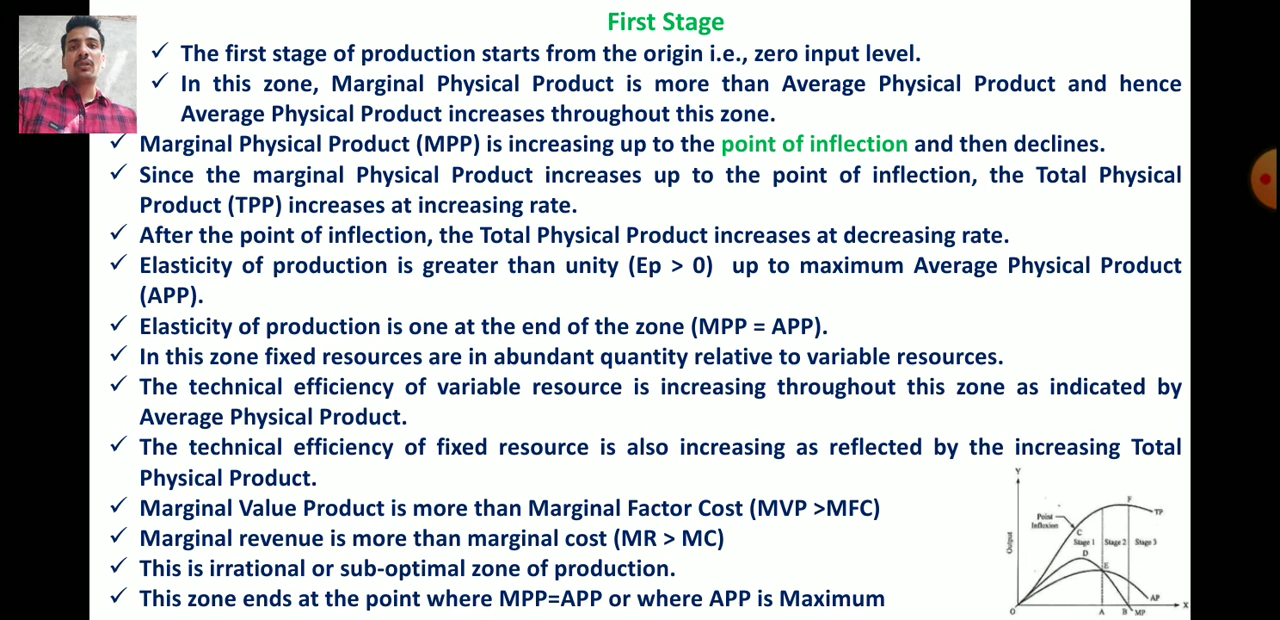 First Stage
✓ The first stage of production starts from the origin i.e., zero input level.
✓ In this zone, Marginal Physical Product is more than Average Physical Product and hence
Average Physical Product increases throughout this zone.
✓ Marginal Physical Product (MPP) is increasing up to the point of inflection and then declines.
✓ Since the marginal Physical Product increases up to the point of inflection, the Total Physical
Product (TPP) increases at increasing rate.
✓ After the point of inflection, the Total Physical Product increases at decreasing rate.
✓ Elasticity of production is greater than unity (Ep > 0) up to maximum Average Physical Product
(APP).
✓ Elasticity of production is one at the end of the zone (MPP = APP).
✓ In this zone fixed resources are in abundant quantity relative to variable resources.
✓ The technical efficiency of variable resource is increasing throughout this zone as indicated by
Average Physical Product.
✓ The technical efficiency of fixed resource is also increasing as reflected by the increasing Total
Physical Product.
✓ Marginal Value Product is more than Marginal Factor Cost (MVP >MFC)
✓ Marginal revenue is more than marginal cost (MR > MC)
✓ This is irrational or sub-optimal zone of production.
✓ This zone ends at the point where MPP=APP or where APP is Maximum
Y
F
TP
Point
Inflexion
C
Output
Stage 1 Stage 2 Stage 3
D
E
AP
X
O A B MP